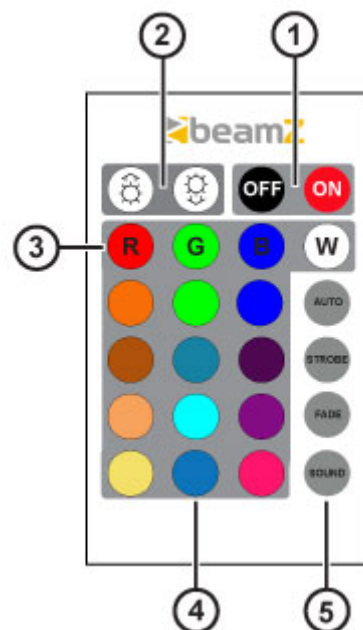 2 1
beamZ
OFF ON
3 R G B W
AUTO
STROBE
FADE
SOUND
4 5